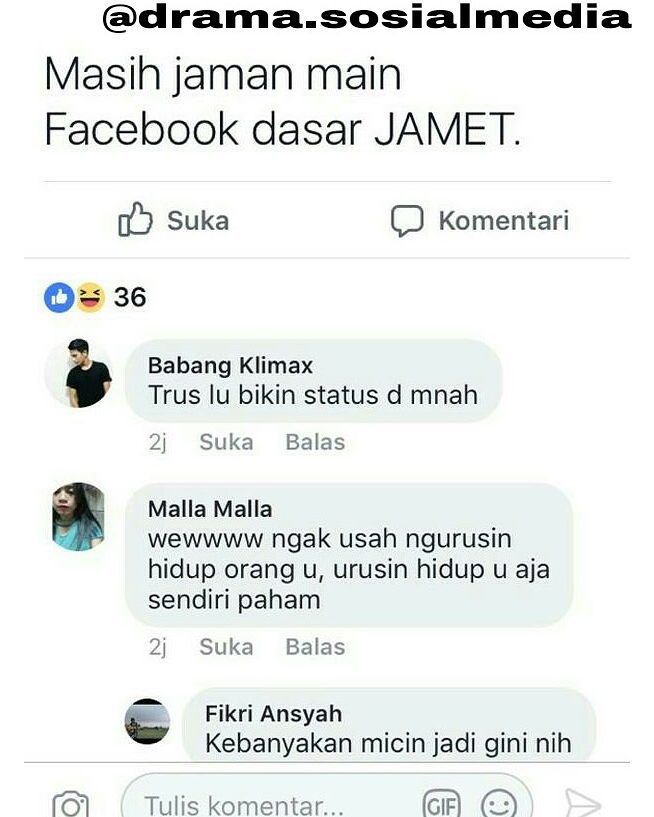 @drama.sosialmedia
Masih jaman main
Facebook dasar JAMET.
Suka Komentari
36
Babang Klimax
Trus lu bikin status d mnah
2j Suka Balas
Malla Malla
wewwww ngak usah ngurusin
hidup orang u, urusin hidup u aja
sendiri paham
2j Suka Balas
Fikri Ansyah
Kebanyakan micin jadi gini nih
Tulis komentar... GIF